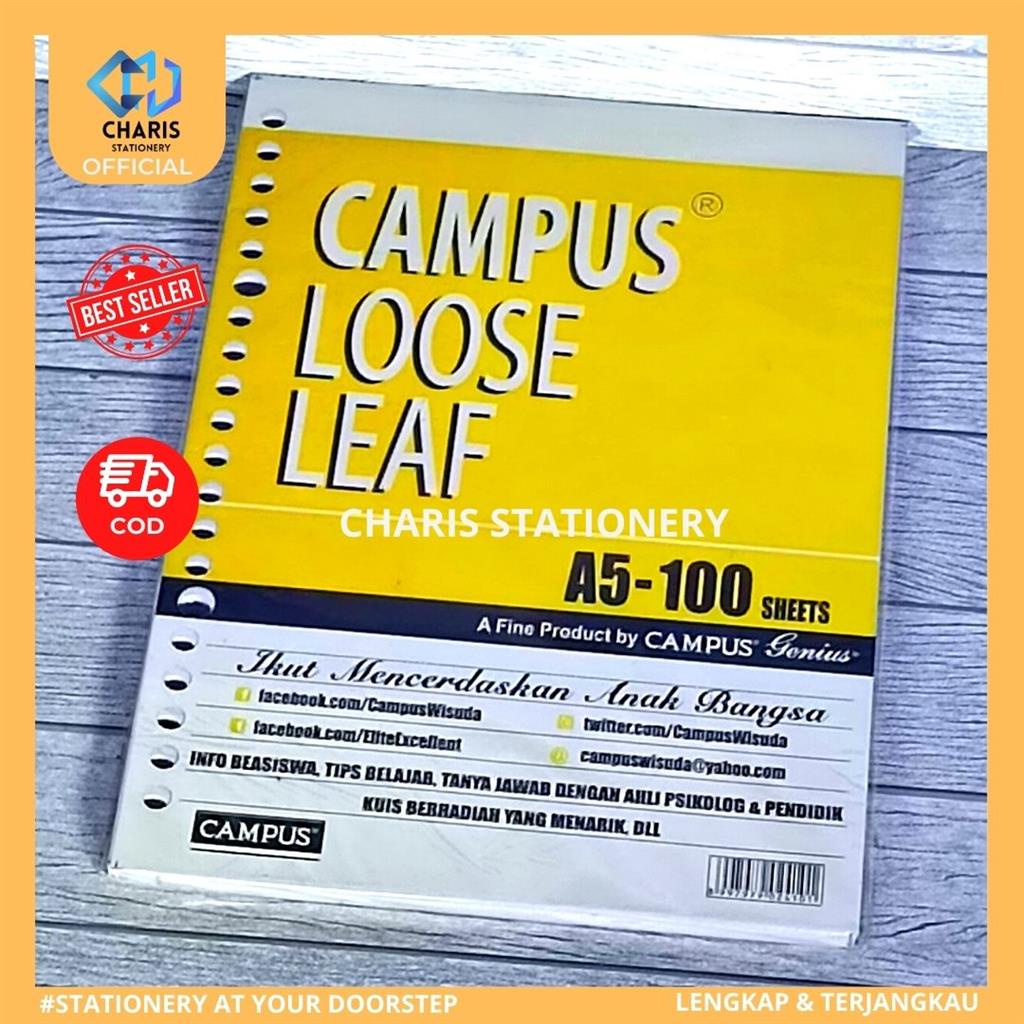 CHARIS
STATIONERY
OFFICIAL
CAMPUS®
LOOSE
LEAF
BEST SELLER
COD
CHARIS STATIONERY
A5-100 SHEETS
A Fine Product by CAMPUS® Genius®
Ikut Mencerdaskan Anak Bangsa
facebook.com/CampusWisuda
twitter.com/CampusWisuda
facebook.com/EliteExcellent
campuswisuda@yahoo.com
INFO BEASISWA, TIPS BELAJAR, TANYA JAWAB DENGAN AHLI PSIKOLOG & PENDIDIK
KUIS BERHADIAH YANG MENARIK, DLL
CAMPUS®
#STATIONERY AT YOUR DOORSTEP
LENGKAP & TERJANGKAU